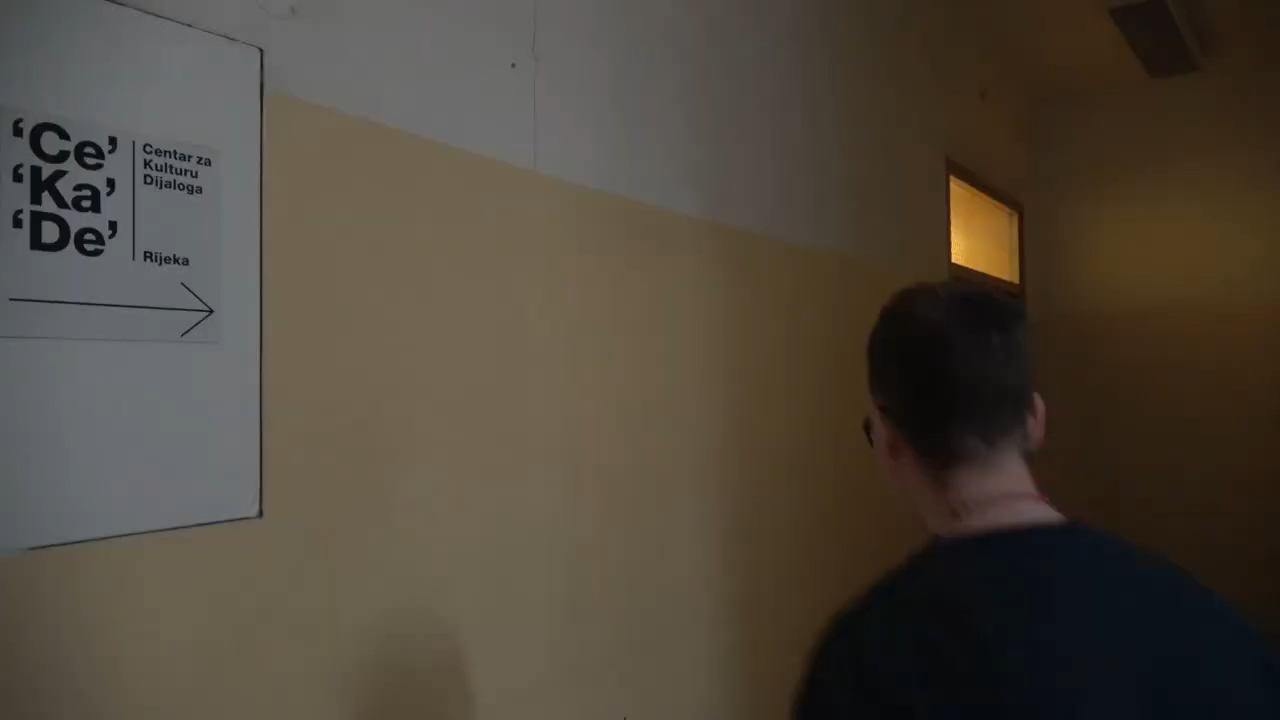 ‘Ce’
‘Ka’
‘De’
Centar za
Kulturu
Dijaloga
Rijeka